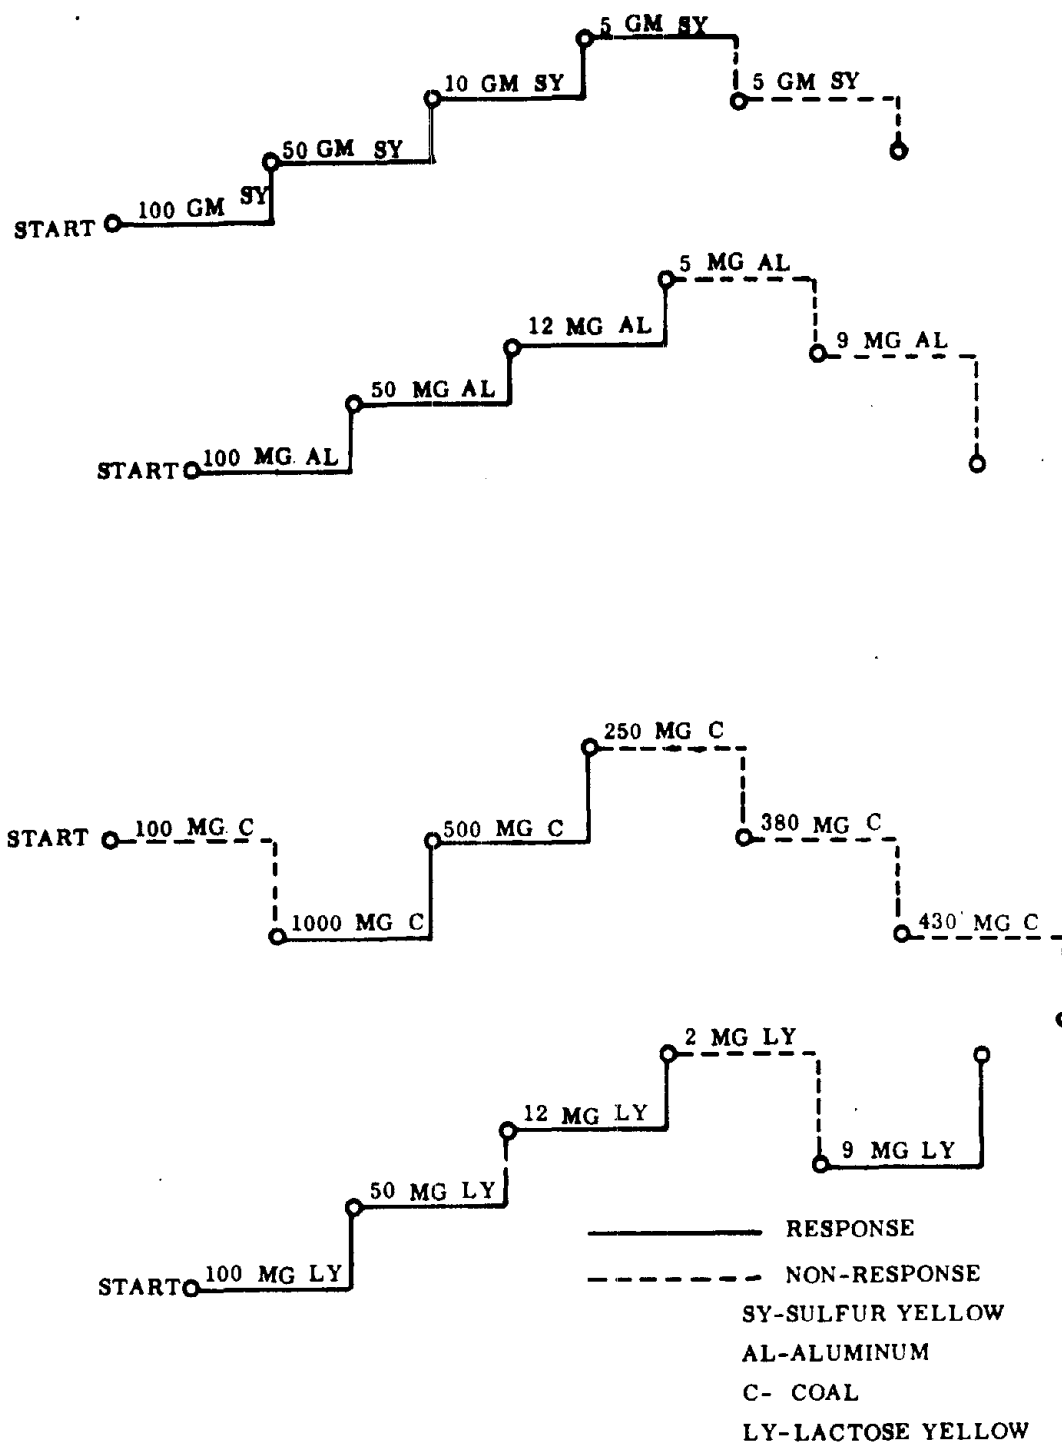 5 GM SY
10 GM SY
5 GM SY
50 GM SY
100 GM SY
START
5 MG AL
12 MG AL
9 MG AL
50 MG AL
START 100 MG AL
250 MG C
START 100 MG C
500 MG C
380 MG C
1000 MG C
430 MG C
2 MG LY
12 MG LY
9 MG LY
50 MG LY
START 100 MG LY
RESPONSE
NON-RESPONSE
SY-SULFUR YELLOW
AL-ALUMINUM
C- COAL
LY-LACTOSE YELLOW